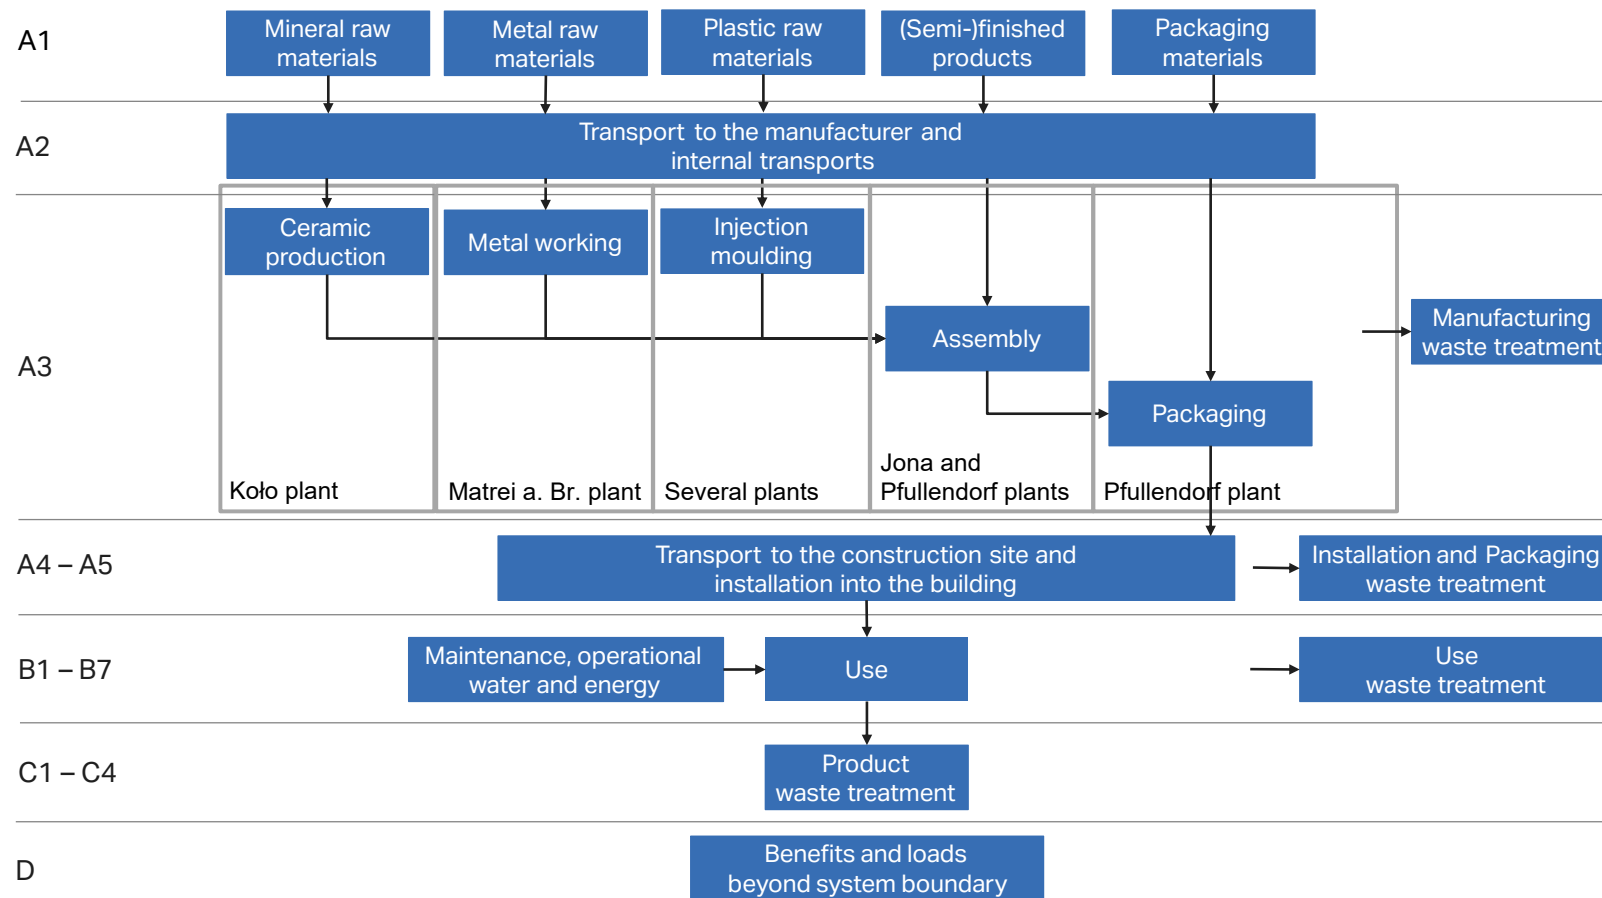 A1
Mineral raw
materials
Metal raw
materials
Plastic raw
materials
(Semi-)finished
products
Packaging
materials
A2
Transport to the manufacturer and
internal transports
A3
Ceramic
production
Metal working
Injection
moulding
Assembly
Packaging
Manufacturing
waste treatment
Koło plant
Matrei a. Br. plant
Several plants
Jona and
Pfullendorf plants
Pfullendorf plant
A4 – A5
Transport to the construction site and
installation into the building
Installation and Packaging
waste treatment
B1 – B7
Maintenance, operational
water and energy
Use
Use
waste treatment
C1 – C4
Product
waste treatment
D
Benefits and loads
beyond system boundary